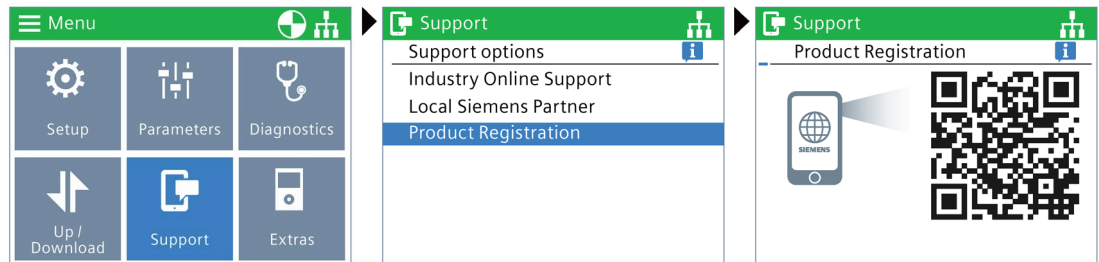 Menu
Setup
Parameters
Diagnostics
Up /
Download
Support
Extras
Support
Support options
Industry Online Support
Local Siemens Partner
Product Registration
Support
Product Registration
SIEMENS